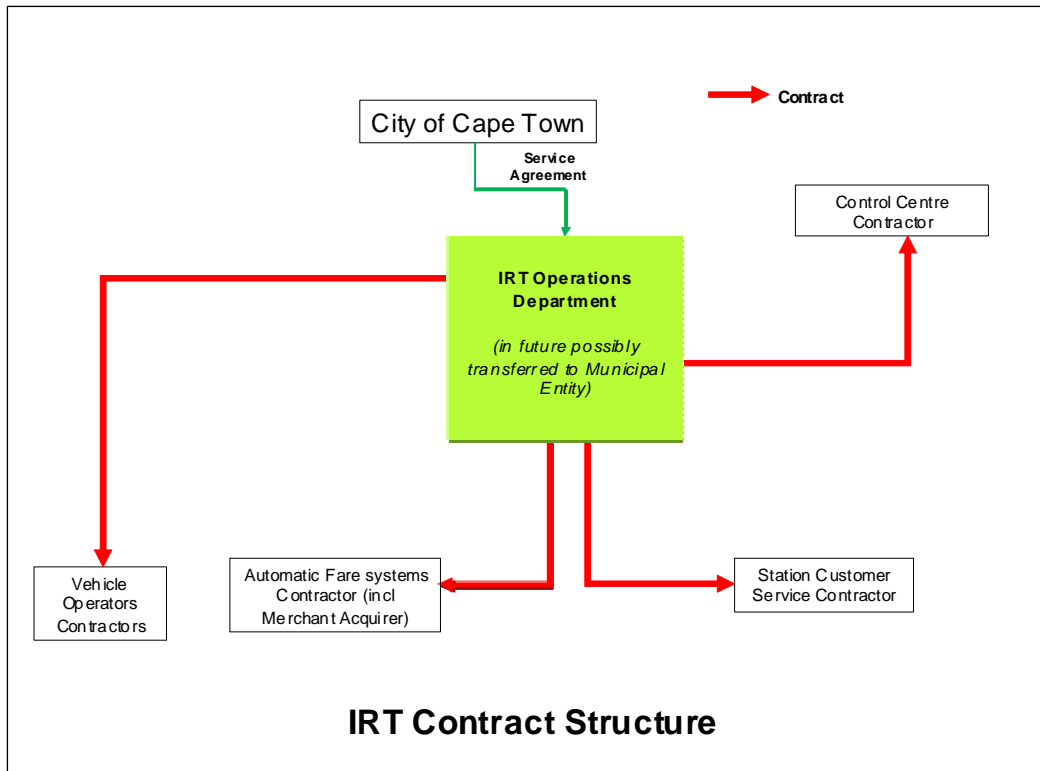 Contract
City of Cape Town
Service
Agreement
Control Centre
Contractor
IRT Operations
Department
(in future possibly
transferred to Municipal
Entity)
Vehicle
Operators
Contractors
Automatic Fare systems
Contractor (incl
Merchant Acquirer)
Station Customer
Service Contractor
IRT Contract Structure